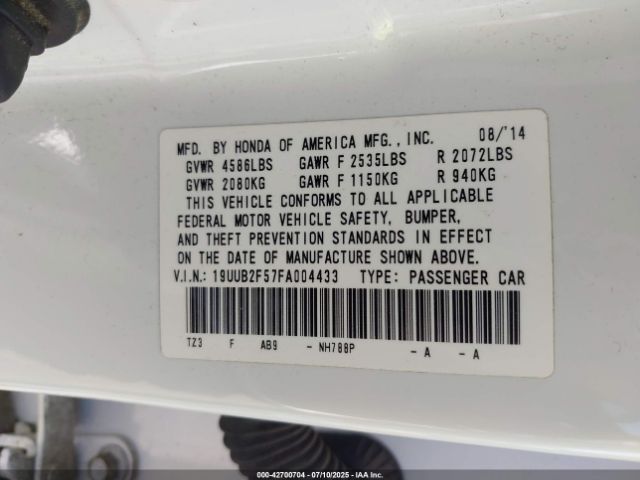 MFD. BY HONDA OF AMERICA MFG., INC. 08/'14
GVWR 4586LBS GAWR F 2535LBS R 2072LBS
GVWR 2080KG GAWR F 1150KG R 940KG
THIS VEHICLE CONFORMS TO ALL APPLICABLE
FEDERAL MOTOR VEHICLE SAFETY, BUMPER,
AND THEFT PREVENTION STANDARDS IN EFFECT
ON THE DATE OF MANUFACTURE SHOWN ABOVE.
V.I.N.: 19UUB2F57FA004433 TYPE: PASSENGER CAR
TZ3 F AB9 - NH788P - A - A
000-42700704 - 07/10/2025 - IAA Inc.